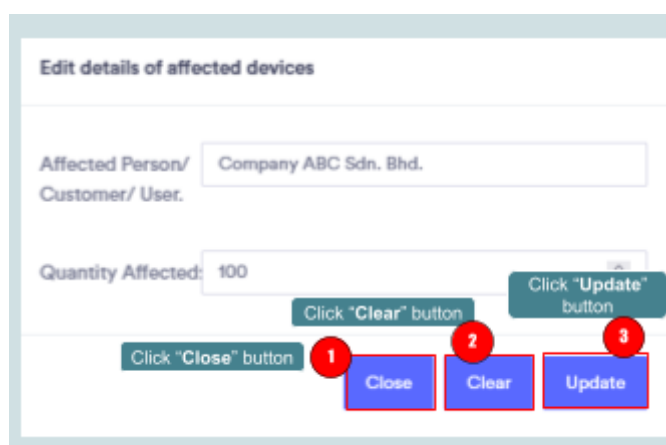 Edit details of affected devices
Affected Person/
Customer/ User.
Company ABC Sdn. Bhd.
Quantity Affected:
100
Click "Update"
button
Click "Clear" button
Click "Close" button
1
2
3
Close
Clear
Update